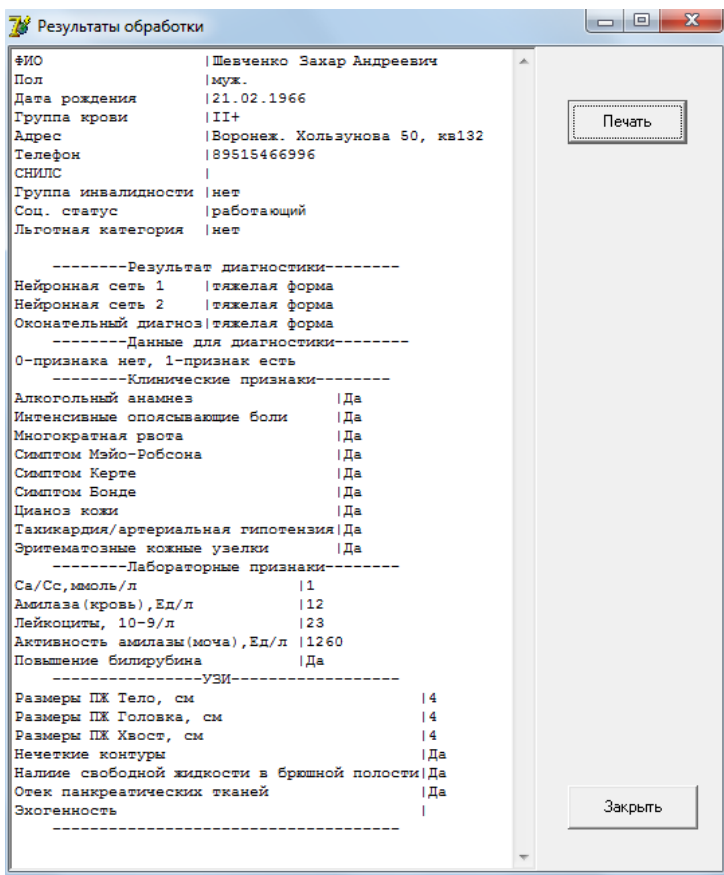 Результаты обработки
ФИО |Шевченко Захар Андреевич
Пол |муж.
Дата рождения |21.02.1966
Группа крови |II+
Адрес |Воронеж. Хользунова 50, кв132
Телефон |89515466996
СНИЛС |
Группа инвалидности |нет
Соц. статус |работающий
Льготная категория |нет
--------Результат диагностики--------
Нейронная сеть 1 |тяжелая форма
Нейронная сеть 2 |тяжелая форма
Оконательный диагноз|тяжелая форма
--------Данные для диагностики--------
0-признака нет, 1-признак есть
--------Клинические признаки--------
Алкогольный анамнез |Да
Интенсивные опоясывающие боли |Да
Многократная рвота |Да
Симптом Мэйо-Робсона |Да
Симптом Керте |Да
Симптом Бонде |Да
Цианоз кожи |Да
Тахикардия/артериальная гипотензия|Да
Эритематозные кожные узелки |Да
--------Лабораторные признаки--------
Са/Сс,ммоль/л |1
Амилаза(кровь),Ед/л |12
Лейкоциты, 10-9/л |23
Активность амилазы(моча),Ед/л |1260
Повышение билирубина |Да
----------------УЗИ------------------
Размеры ПЖ Тело, см |4
Размеры ПЖ Головка, см |4
Размеры ПЖ Хвост, см |4
Нечеткие контуры |Да
Налиие свободной жидкости в брюшной полости|Да
Отек панкреатических тканей |Да
Эхогенность |
-------------------------------------
Печать
Закрыть